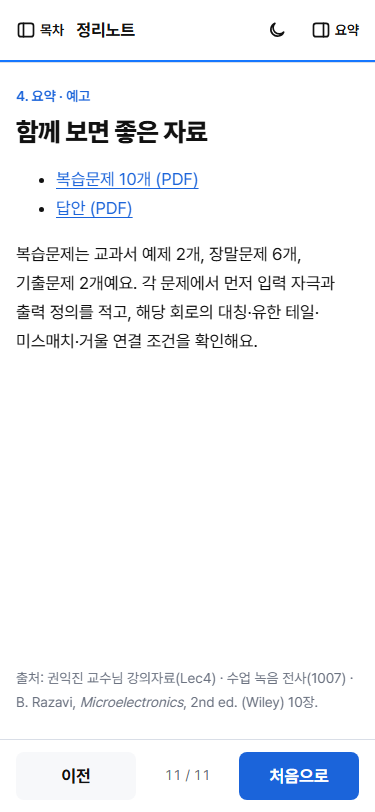 목차 정리노트 요약
4. 요약 · 예고
함께 보면 좋은 자료
• 복습문제 10개 (PDF)
• 답안 (PDF)
복습문제는 교과서 예제 2개, 장말문제 6개,
기출문제 2개예요. 각 문제에서 먼저 입력 자극과
출력 정의를 적고, 해당 회로의 대칭·유한 테일·
미스매치·거울 연결 조건을 확인해요.
출처: 권익진 교수님 강의자료(Lec4) · 수업 녹음 전사(1007) ·
B. Razavi, Microelectronics, 2nd ed. (Wiley) 10장.
이전 11 / 11 처음으로